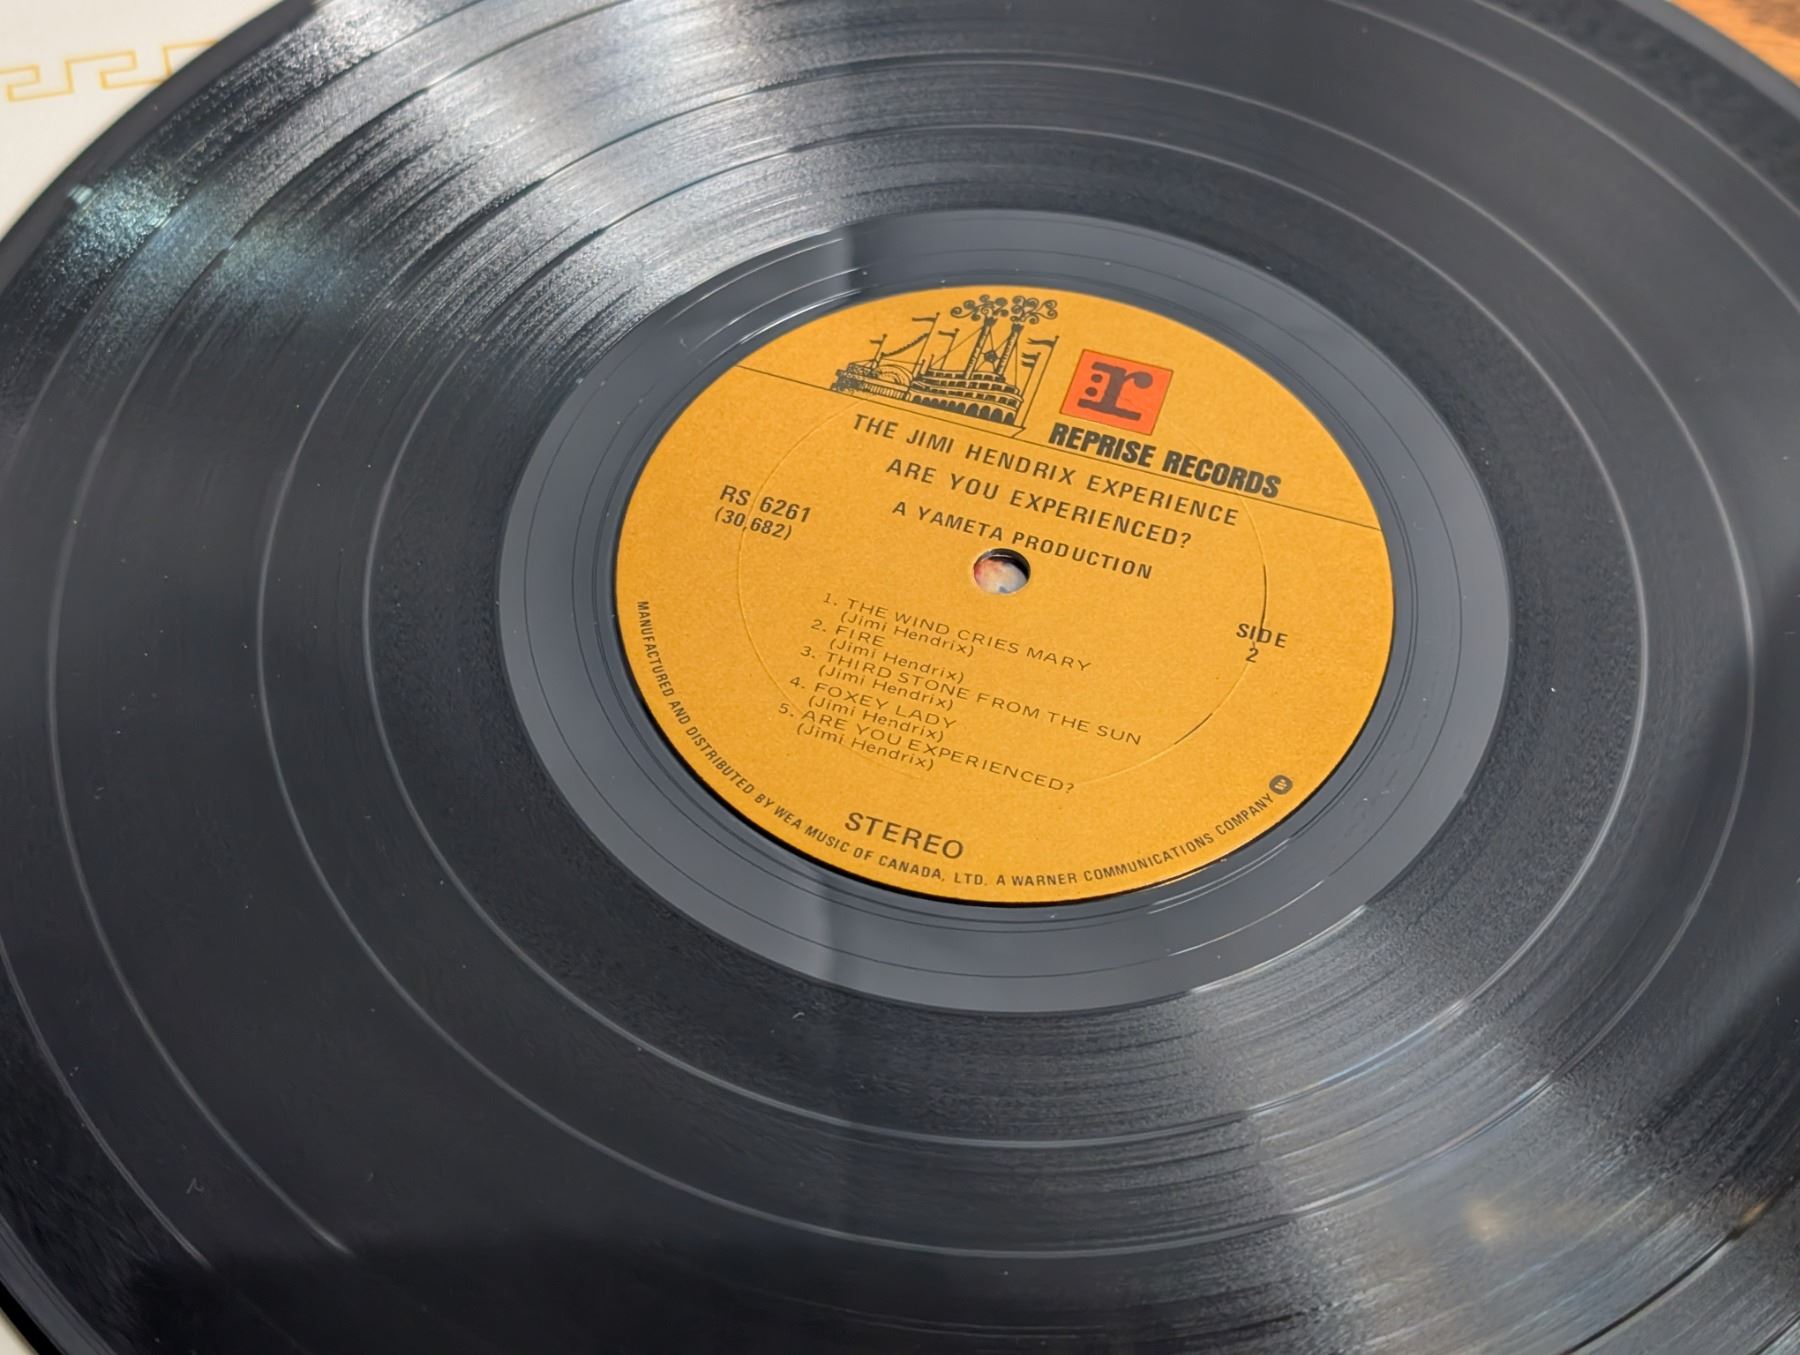 r
REPRISE RECORDS
THE JIMI HENDRIX EXPERIENCE
ARE YOU EXPERIENCED?
A YAMETA PRODUCTION
RS 6261
(30,682)
SIDE
2
1. THE WIND CRIES MARY
(Jimi Hendrix)
2. FIRE
(Jimi Hendrix)
3. THIRD STONE FROM THE SUN
(Jimi Hendrix)
4. FOXEY LADY
(Jimi Hendrix)
5. ARE YOU EXPERIENCED?
(Jimi Hendrix)
STEREO
MANUFACTURED AND DISTRIBUTED BY WEA MUSIC OF CANADA, LTD. A WARNER COMMUNICATIONS COMPANY